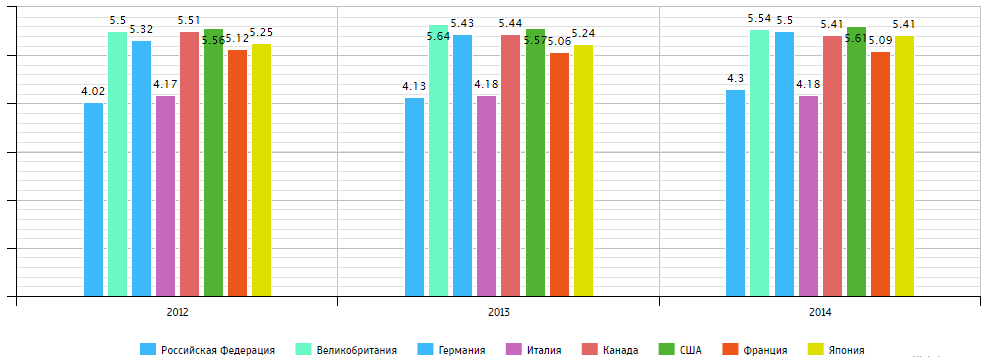 4.02 5.5 5.32 4.17 5.51 5.56 5.12 5.25
4.13 5.64 5.43 4.18 5.44 5.57 5.06 5.24
4.3 5.54 5.5 4.18 5.41 5.61 5.09 5.41
2012 2013 2014
Российская Федерация Великобритания Германия Италия Канада США Франция Япония